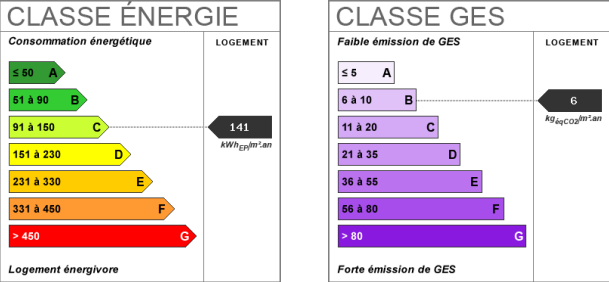 CLASSE ÉNERGIE
Consommation énergétique
LOGEMENT
≤ 50 A
51 à 90 B
91 à 150 C
141
kWhEP/m².an
151 à 230 D
231 à 330 E
331 à 450 F
> 450 G
Logement énergivore
CLASSE GES
Faible émission de GES
LOGEMENT
≤ 5 A
6 à 10 B
6
kgéqCO2/m².an
11 à 20 C
21 à 35 D
36 à 55 E
56 à 80 F
> 80 G
Forte émission de GES